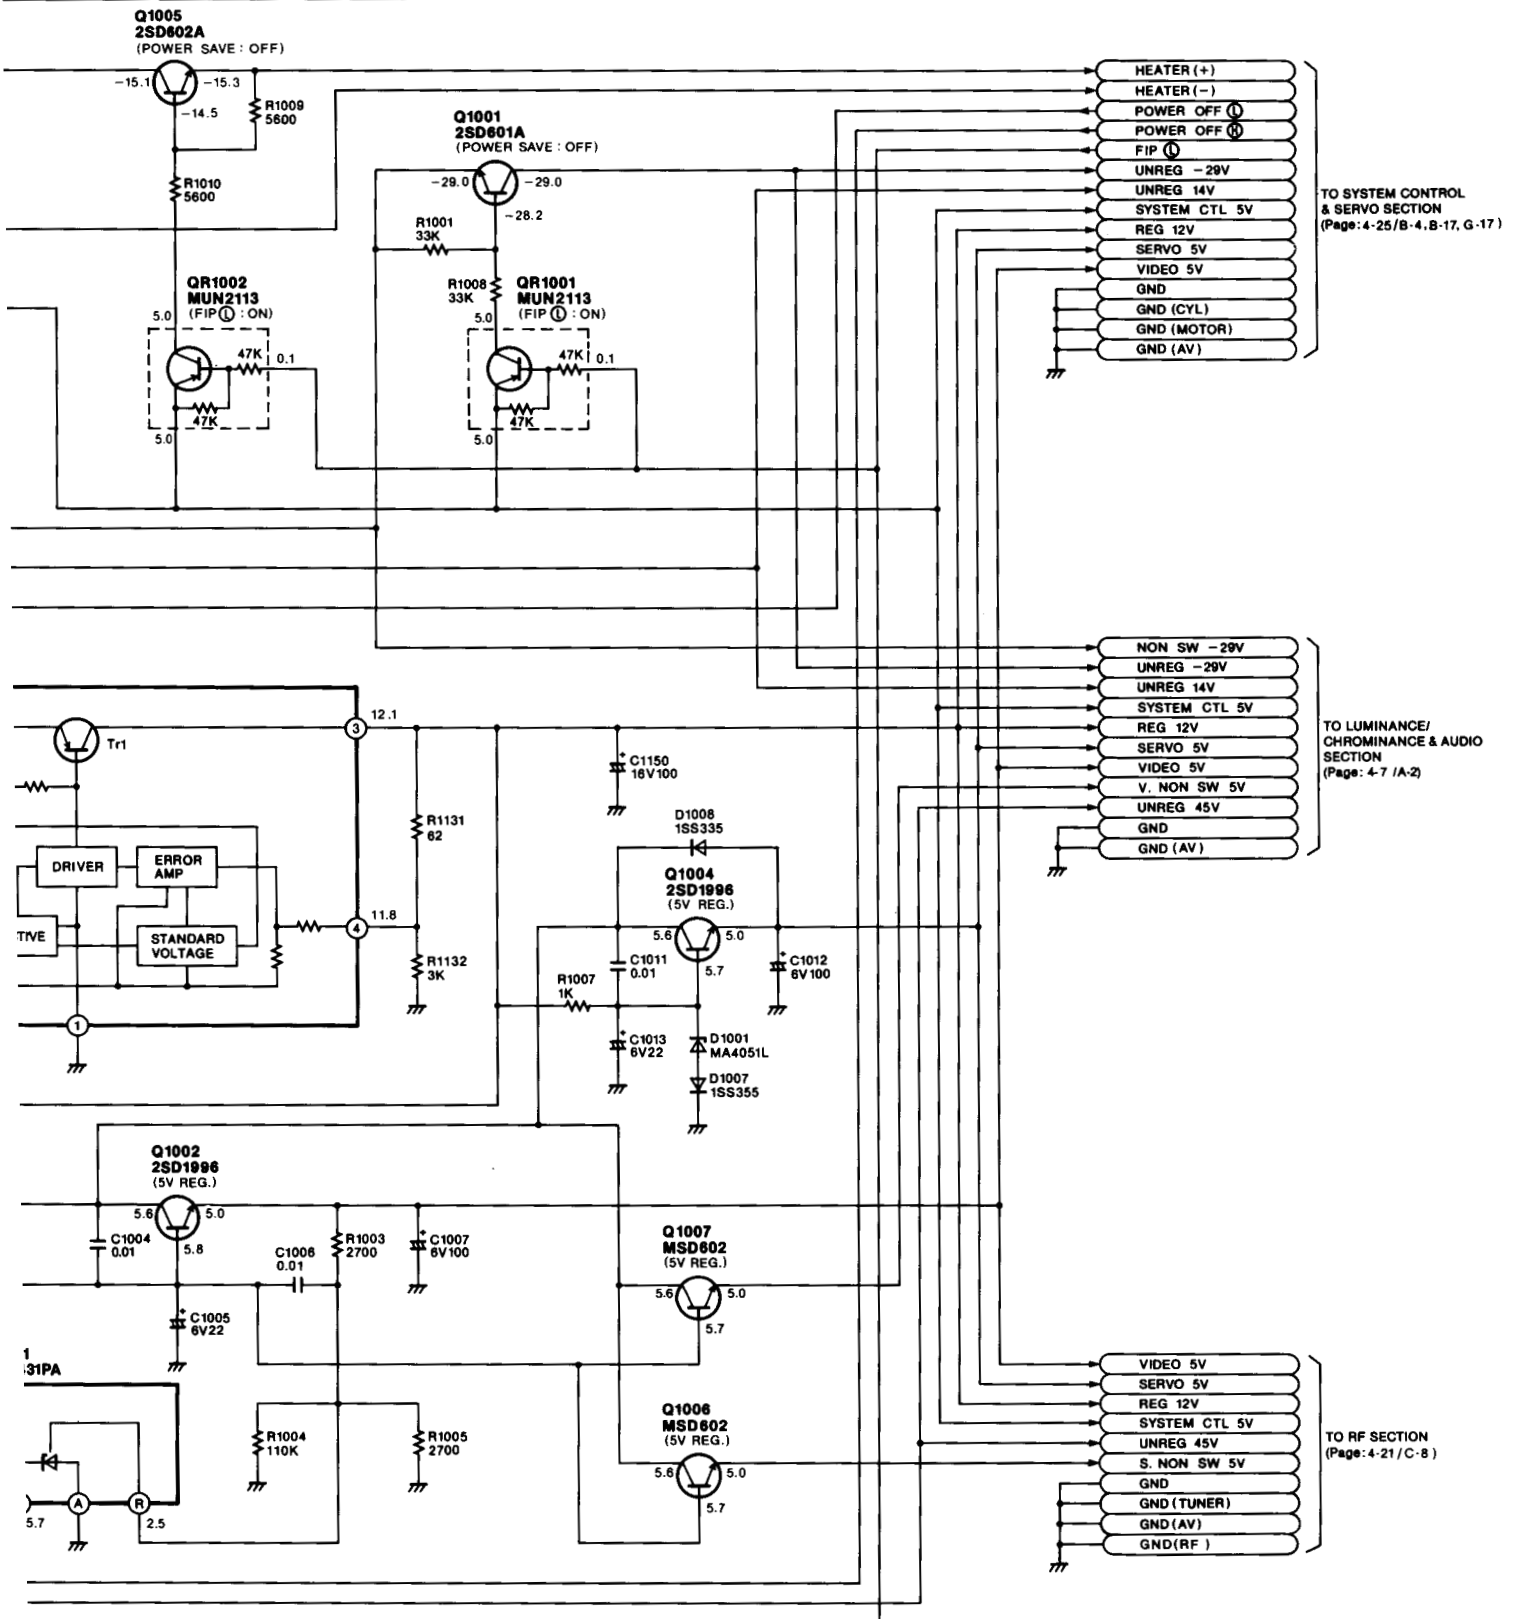 Q1005
2SD602A
(POWER SAVE : OFF)
-15.1
-15.3
-14.5
R1009
5600
R1010
5600
Q1001
2SD601A
(POWER SAVE : OFF)
-29.0
-29.0
-28.2
R1001
33K
R1008
33K
QR1002
MUN2113
(FIP Ⓛ : ON)
5.0
47K
0.1
47K
5.0
QR1001
MUN2113
(FIP Ⓛ : ON)
5.0
47K
0.1
47K
5.0
HEATER (+)
HEATER (-)
POWER OFF Ⓛ
POWER OFF Ⓗ
FIP Ⓛ
UNREG -29V
UNREG 14V
SYSTEM CTL 5V
REG 12V
SERVO 5V
VIDEO 5V
GND
GND (CYL)
GND (MOTOR)
GND (AV)
TO SYSTEM CONTROL
& SERVO SECTION
(Page: 4-25/B-4, B-17, G-17)
NON SW -29V
UNREG -29V
UNREG 14V
SYSTEM CTL 5V
REG 12V
SERVO 5V
VIDEO 5V
V. NON SW 5V
UNREG 45V
GND
GND (AV)
TO LUMINANCE/
CHROMINANCE & AUDIO
SECTION
(Page: 4-7 /A-2)
Tr1
3
12.1
DRIVER
ERROR
AMP
TIVE
STANDARD
VOLTAGE
4
11.8
1
R1131
62
R1132
3K
C1150
+
16V100
D1008
1SS335
Q1004
2SD1996
(5V REG.)
5.6
5.0
5.7
C1011
0.01
R1007
1K
+
C1012
6V100
+
C1013
6V22
D1001
MA4051L
D1007
1SS355
Q1002
2SD1996
(5V REG.)
5.6
5.0
5.8
C1004
0.01
C1006
0.01
R1003
2700
+
C1007
6V100
+
C1005
6V22
Q1007
MSD602
(5V REG.)
5.6
5.0
5.7
1
31PA
R1004
110K
R1005
2700
A
R
5.7
2.5
Q1006
MSD602
(5V REG.)
5.6
5.0
5.7
VIDEO 5V
SERVO 5V
REG 12V
SYSTEM CTL 5V
UNREG 45V
S. NON SW 5V
GND
GND (TUNER)
GND (AV)
GND (RF )
TO RF SECTION
(Page: 4-21 / C-8 )